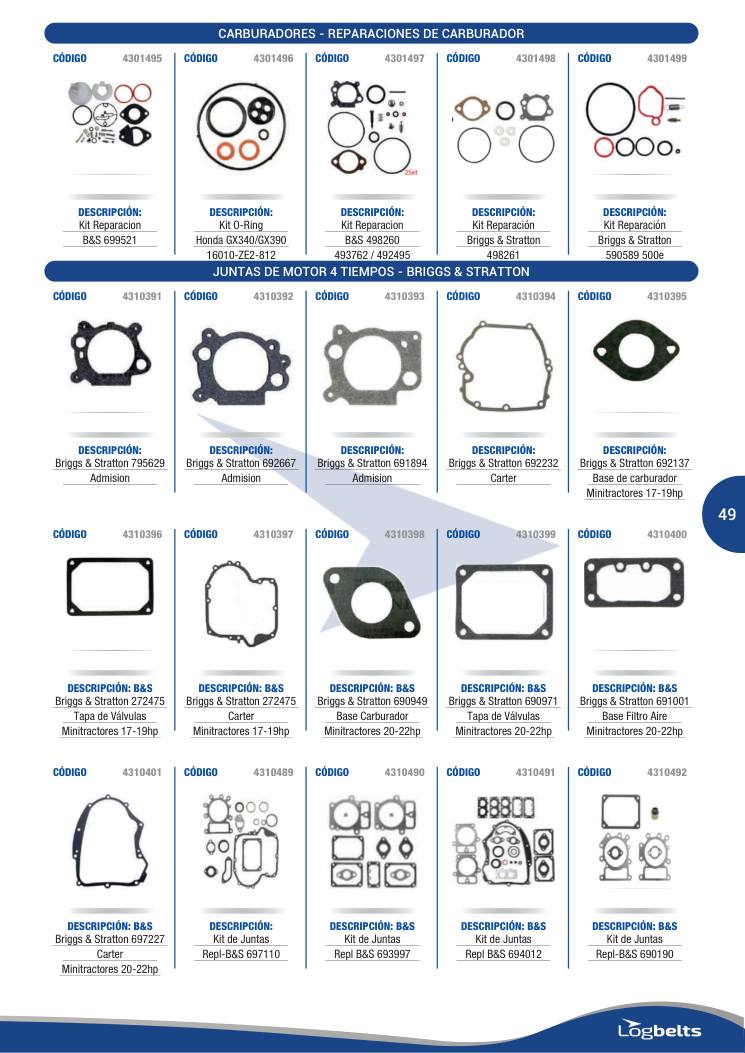 CARBURADORES - REPARACIONES DE CARBURADOR
CÓDIGO 4301495
DESCRIPCIÓN:
Kit Reparacion
B&S 699521
CÓDIGO 4301496
DESCRIPCIÓN:
Kit O-Ring
Honda GX340/GX390
16010-ZE2-812
CÓDIGO 4301497
2Set
DESCRIPCIÓN:
Kit Reparacion
B&S 498260
493762 / 492495
CÓDIGO 4301498
DESCRIPCIÓN:
Kit Reparación
Briggs & Stratton
498261
CÓDIGO 4301499
DESCRIPCIÓN:
Kit Reparación
Briggs & Stratton
590589 500e
JUNTAS DE MOTOR 4 TIEMPOS - BRIGGS & STRATTON
CÓDIGO 4310391
DESCRIPCIÓN:
Briggs & Stratton 795629
Admision
CÓDIGO 4310392
DESCRIPCIÓN:
Briggs & Stratton 692667
Admision
CÓDIGO 4310393
DESCRIPCIÓN:
Briggs & Stratton 691894
Admision
CÓDIGO 4310394
DESCRIPCIÓN:
Briggs & Stratton 692232
Carter
CÓDIGO 4310395
DESCRIPCIÓN:
Briggs & Stratton 692137
Base de carburador
Minitractores 17-19hp
49
CÓDIGO 4310396
DESCRIPCIÓN: B&S
Briggs & Stratton 272475
Tapa de Válvulas
Minitractores 17-19hp
CÓDIGO 4310397
DESCRIPCIÓN: B&S
Briggs & Stratton 272475
Carter
Minitractores 17-19hp
CÓDIGO 4310398
DESCRIPCIÓN: B&S
Briggs & Stratton 690949
Base Carburador
Minitractores 20-22hp
CÓDIGO 4310399
DESCRIPCIÓN: B&S
Briggs & Stratton 690971
Tapa de Válvulas
Minitractores 20-22hp
CÓDIGO 4310400
DESCRIPCIÓN: B&S
Briggs & Stratton 691001
Base Filtro Aire
Minitractores 20-22hp
CÓDIGO 4310401
DESCRIPCIÓN: B&S
Briggs & Stratton 697227
Carter
Minitractores 20-22hp
CÓDIGO 4310489
DESCRIPCIÓN:
Kit de Juntas
Repl-B&S 697110
CÓDIGO 4310490
DESCRIPCIÓN: B&S
Kit de Juntas
Repl B&S 693997
CÓDIGO 4310491
DESCRIPCIÓN: B&S
Kit de Juntas
Repl B&S 694012
CÓDIGO 4310492
DESCRIPCIÓN: B&S
Kit de Juntas
Repl-B&S 690190
Logbelts